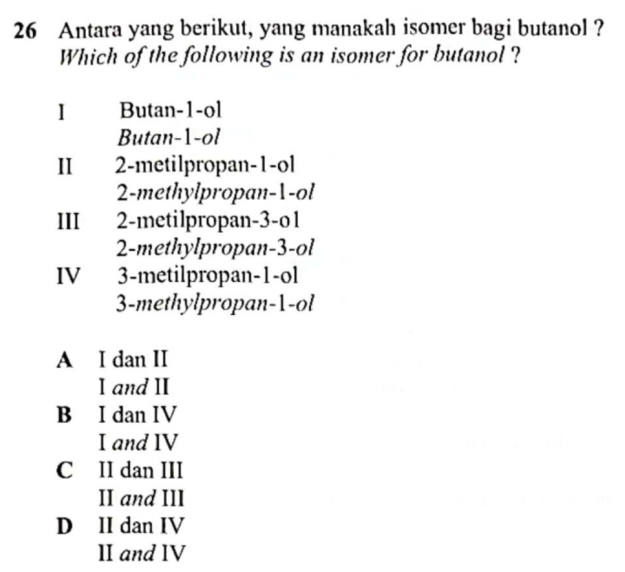 26 Antara yang berikut, yang manakah isomer bagi butanol ?
Which of the following is an isomer for butanol ?
I Butan-1-ol
Butan-1-ol
II 2-metilpropan-1-ol
2-methylpropan-1-ol
III 2-metilpropan-3-ol
2-methylpropan-3-ol
IV 3-metilpropan-1-ol
3-methylpropan-1-ol
A I dan II
I and II
B I dan IV
I and IV
C II dan III
II and III
D II dan IV
II and IV